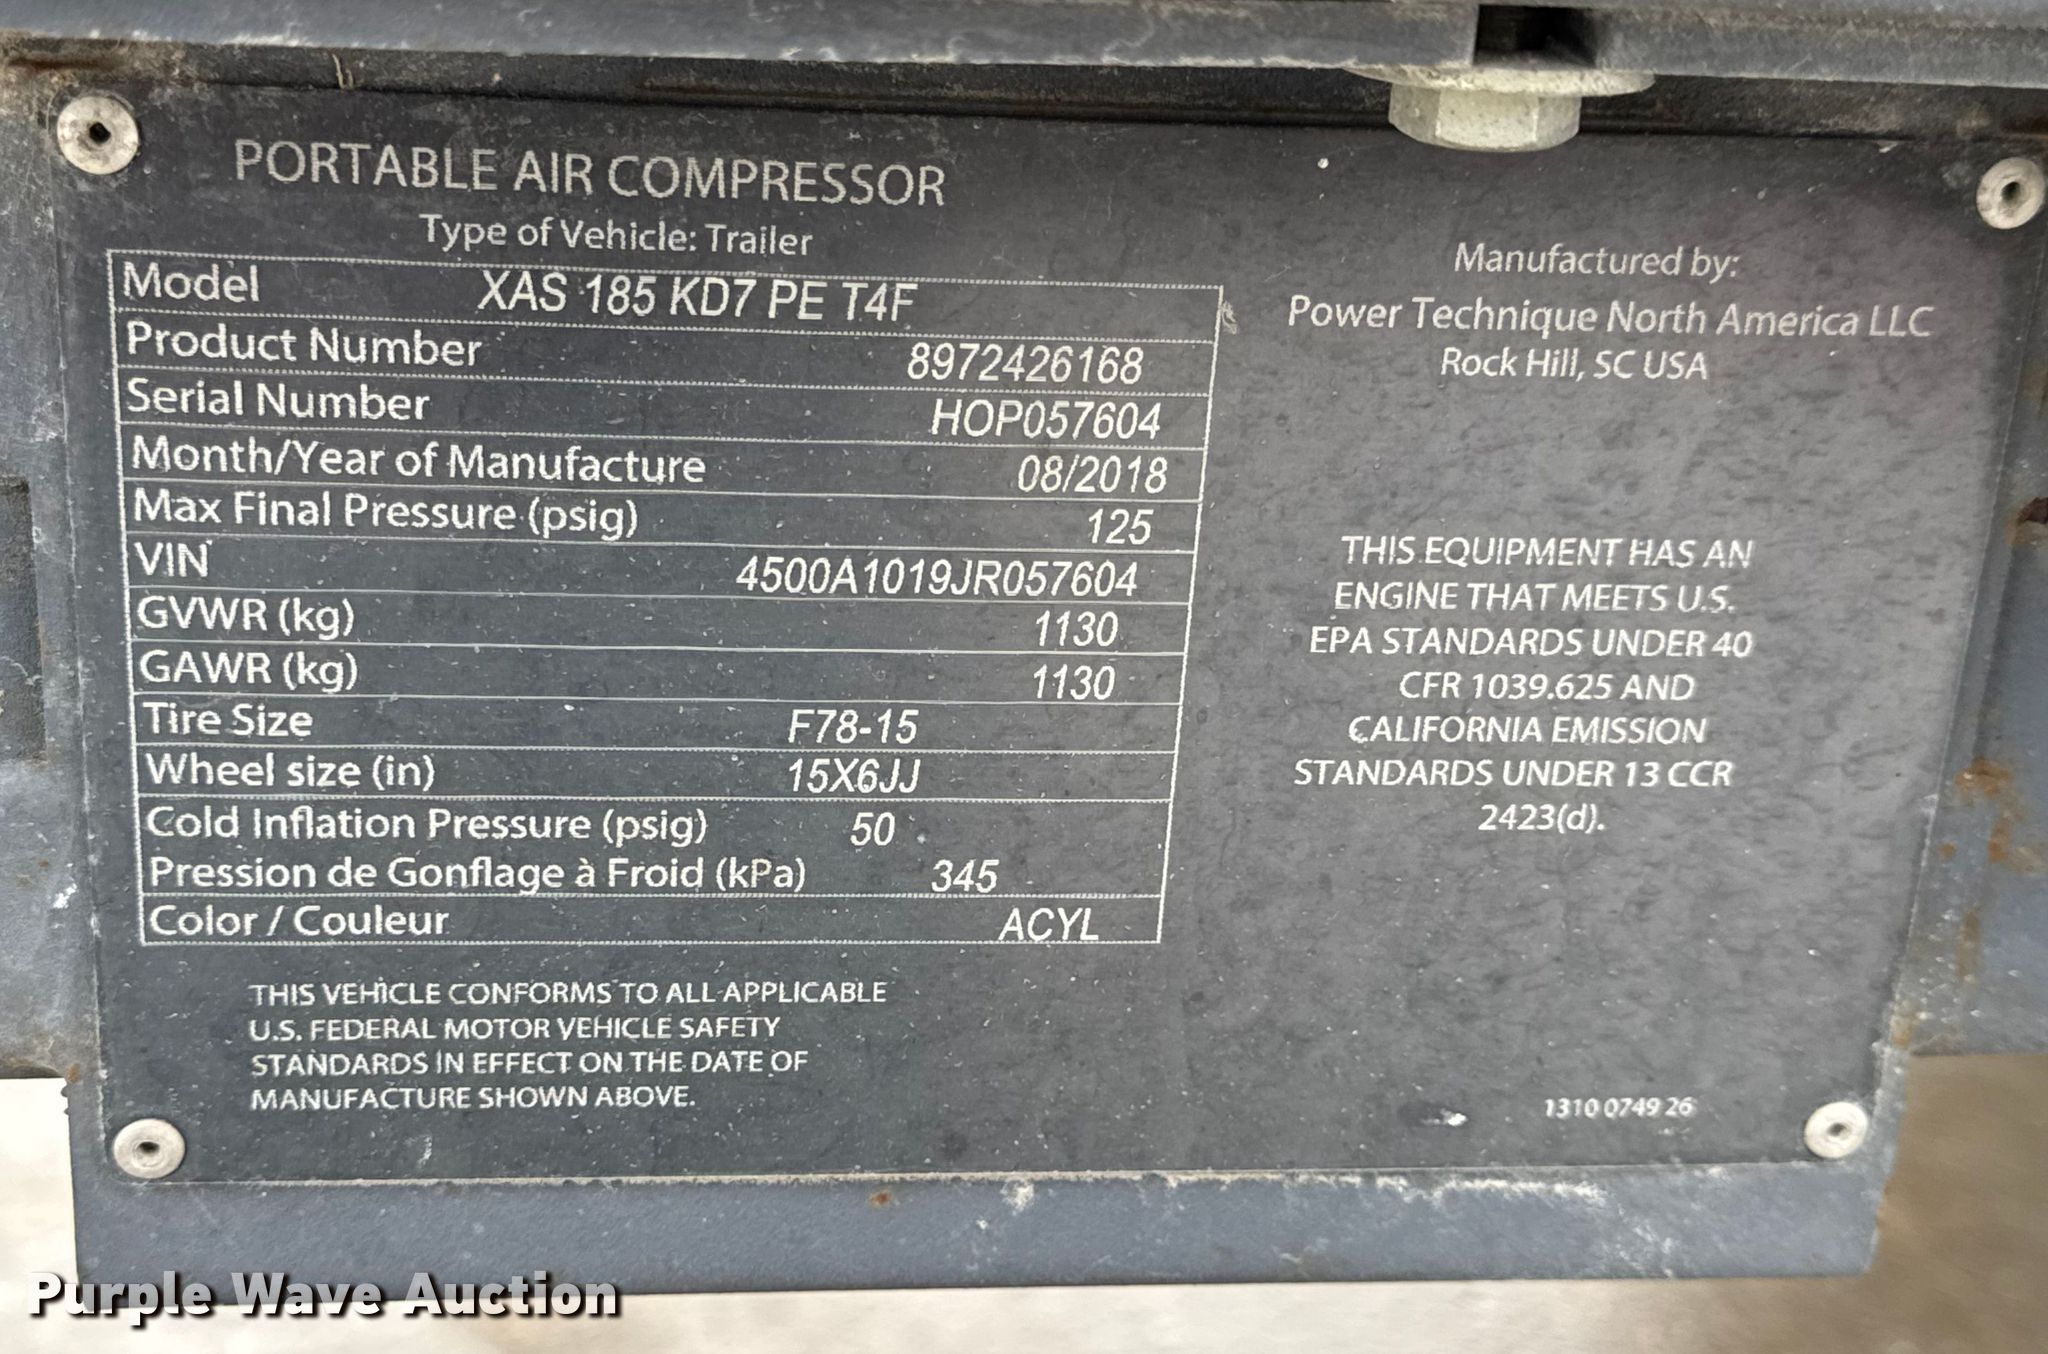 PORTABLE AIR COMPRESSOR
Type of Vehicle: Trailer
Model XAS 185 KD7 PE T4F
Product Number 8972426168
Serial Number HOP057604
Month/Year of Manufacture 08/2018
Max Final Pressure (psig) 125
VIN 4500A1019JR057604
GVWR (kg) 1130
GAWR (kg) 1130
Tire Size F78-15
Wheel size (in) 15X6JJ
Cold Inflation Pressure (psig) 50
Pression de Gonflage à Froid (kPa) 345
Color / Couleur ACYL
THIS VEHICLE CONFORMS TO ALL APPLICABLE
U.S. FEDERAL MOTOR VEHICLE SAFETY
STANDARDS IN EFFECT ON THE DATE OF
MANUFACTURE SHOWN ABOVE.
Manufactured by:
Power Technique North America LLC
Rock Hill, SC USA
THIS EQUIPMENT HAS AN
ENGINE THAT MEETS U.S.
EPA STANDARDS UNDER 40
CFR 1039.625 AND
CALIFORNIA EMISSION
STANDARDS UNDER 13 CCR
2423(d).
1310 0749 26
Purple Wave Auction